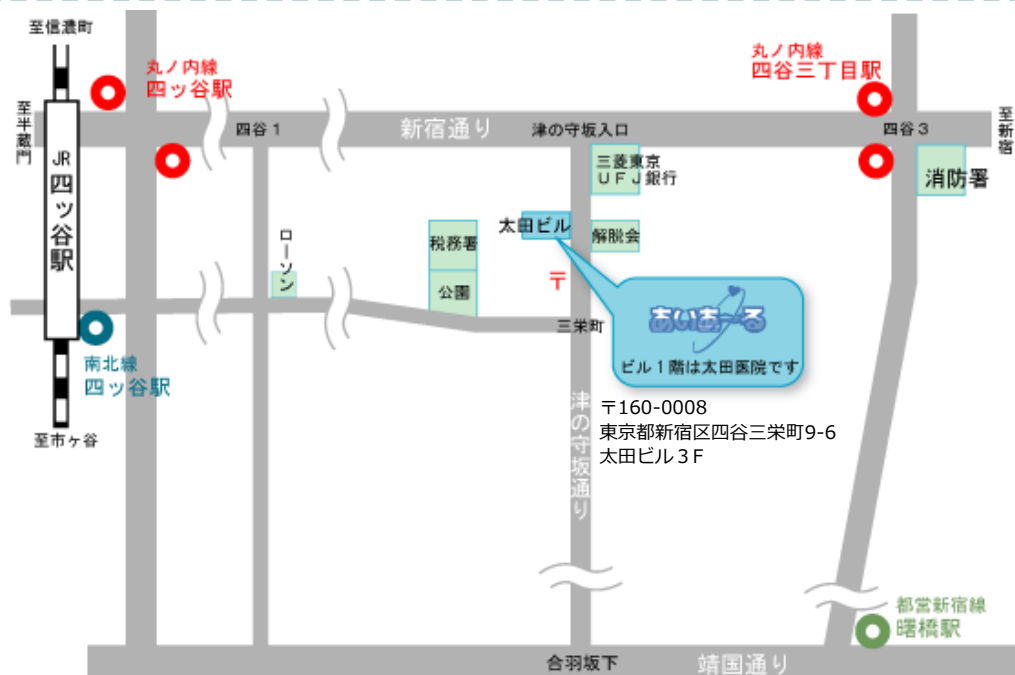 至信濃町
丸ノ内線
四ッ谷駅
丸ノ内線
四谷三丁目駅
至半蔵門
四谷１
新宿通り
津の守坂入口
四谷３
至新宿
JR四ッ谷駅
三菱東京
ＵＦＪ銀行
消防署
太田ビル
解脱会
税務署
ローソン
公園
〒
三栄町
あいあ〜る
ビル１階は太田医院です
南北線
四ッ谷駅
至市ヶ谷
〒160-0008
東京都新宿区四谷三栄町9-6
太田ビル３Ｆ
津の守坂通り
都営新宿線
曙橋駅
合羽坂下
靖国通り